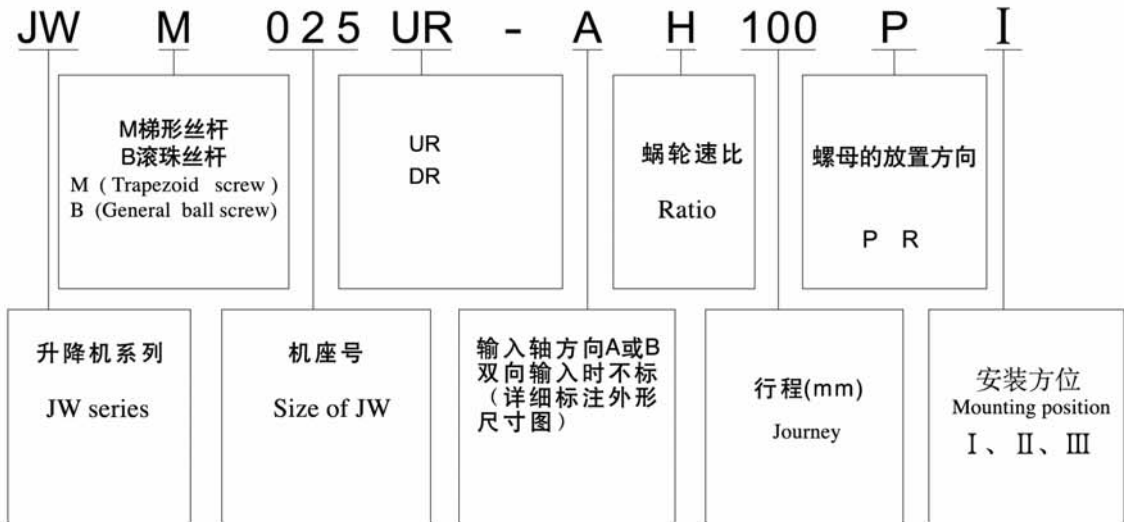 JW M 025 UR - A H 100 P I
M梯形丝杆
B滚珠丝杆
M ( Trapezoid screw )
B (General ball screw)
UR
DR
蜗轮速比
Ratio
螺母的放置方向
P R
升降机系列
JW series
机座号
Size of JW
输入轴方向A或B
双向输入时不标
（详细标注外形
尺寸图）
行程(mm)
Journey
安装方位
Mounting position
Ⅰ、Ⅱ、Ⅲ